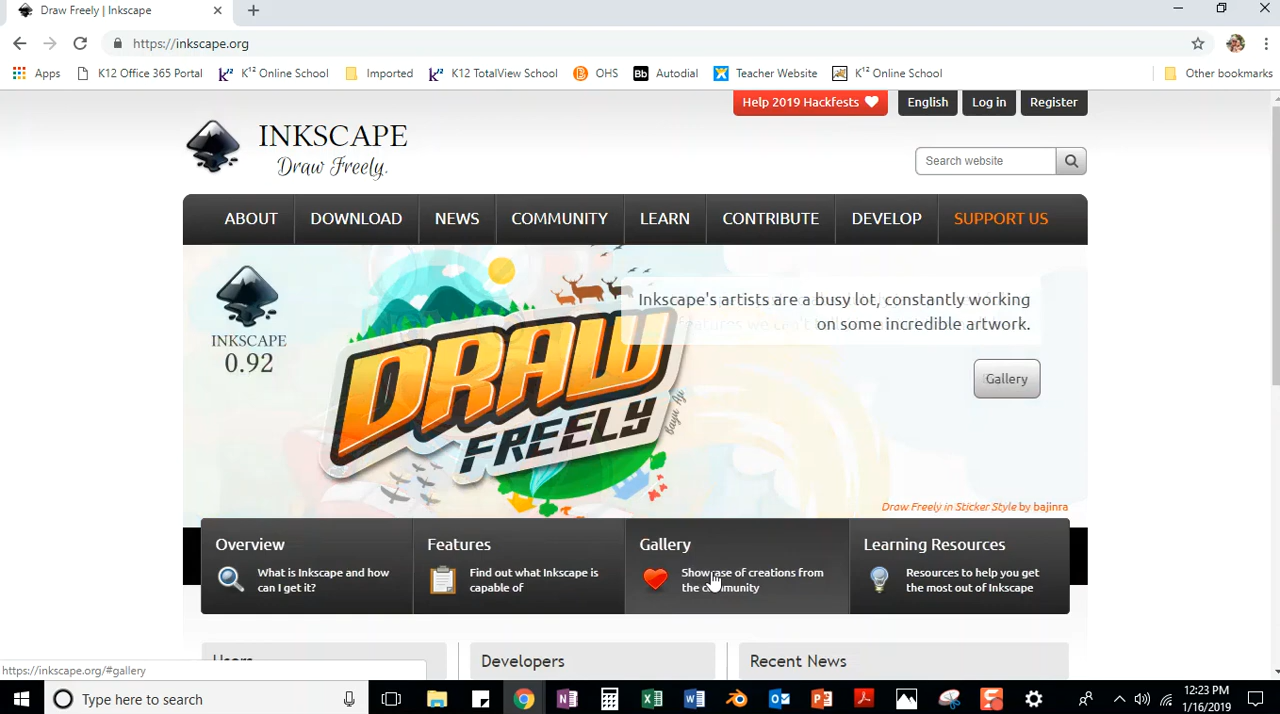 Draw Freely | Inkscape
https://inkscape.org
Apps
K12 Office 365 Portal
K¹² Online School
Imported
K12 TotalView School
OHS
Bb
Autodial
Teacher Website
K¹² Online School
Other bookmarks
Help 2019 Hackfests
English
Log in
Register
INKSCAPE
Draw Freely.
Search website
ABOUT
DOWNLOAD
NEWS
COMMUNITY
LEARN
CONTRIBUTE
DEVELOP
SUPPORT US
INKSCAPE
0.92
DRAW
FREELY
Bayu Aji
Inkscape's artists are a busy lot, constantly working
on some incredible artwork.
Gallery
Draw Freely in Sticker Style by bajinra
Overview
What is Inkscape and how
can I get it?
Features
Find out what Inkscape is
capable of
Gallery
Showcase of creations from
the community
Learning Resources
Resources to help you get
the most out of Inkscape
Users
Developers
Recent News
https://inkscape.org/#gallery
Type here to search
12:23 PM
1/16/2019